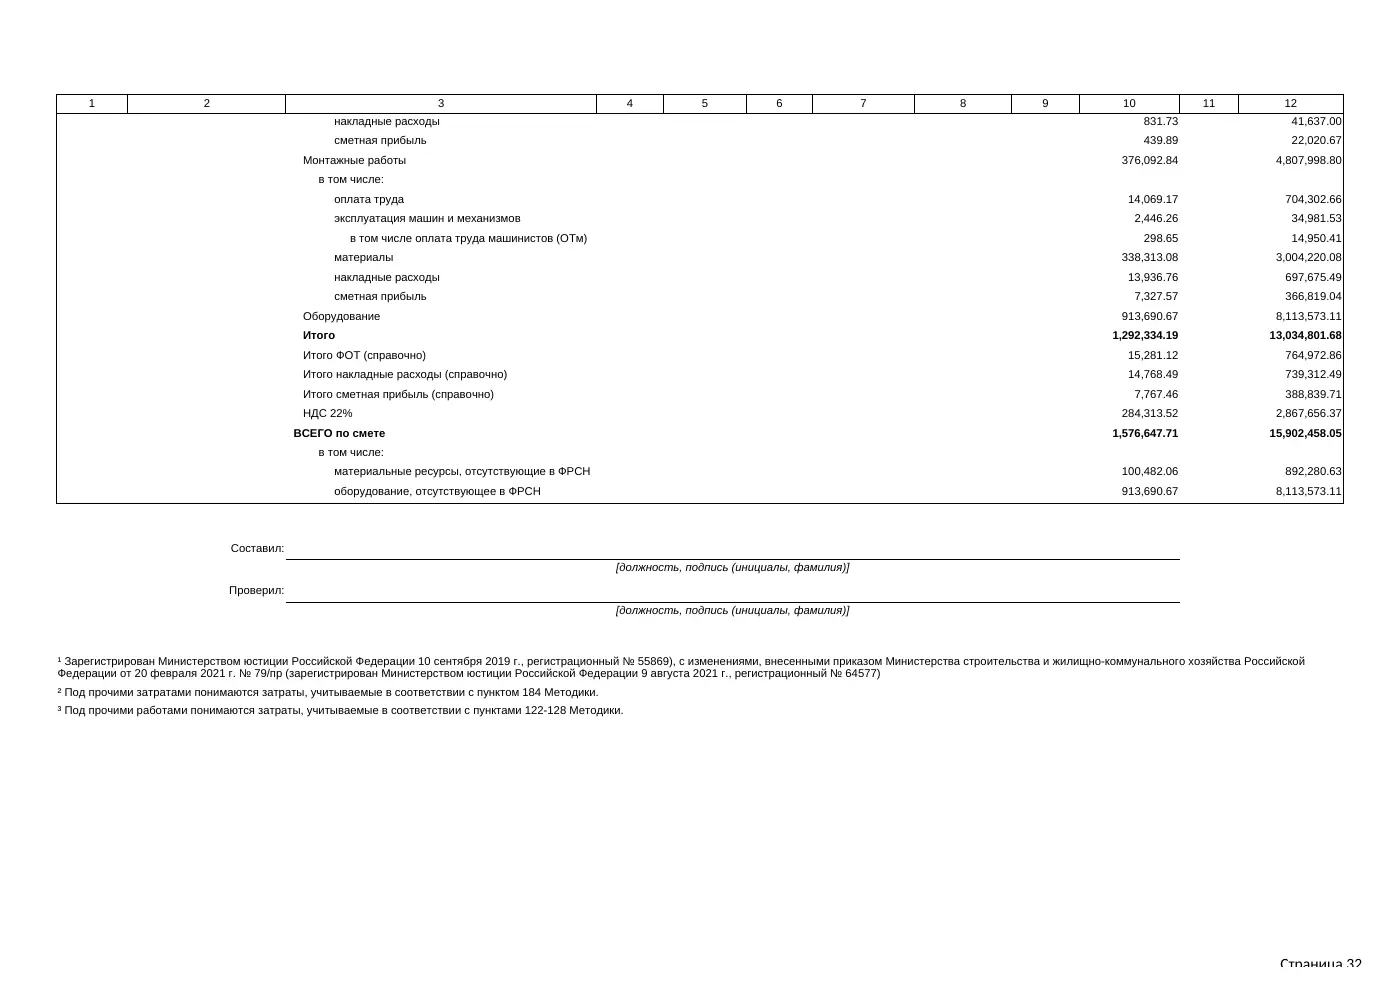 1 2 3 4 5 6 7 8 9 10 11 12
накладные расходы 831.73 41,637.00
сметная прибыль 439.89 22,020.67
Монтажные работы 376,092.84 4,807,998.80
в том числе:
оплата труда 14,069.17 704,302.66
эксплуатация машин и механизмов 2,446.26 34,981.53
в том числе оплата труда машинистов (ОТм) 298.65 14,950.41
материалы 338,313.08 3,004,220.08
накладные расходы 13,936.76 697,675.49
сметная прибыль 7,327.57 366,819.04
Оборудование 913,690.67 8,113,573.11
Итого 1,292,334.19 13,034,801.68
Итого ФОТ (справочно) 15,281.12 764,972.86
Итого накладные расходы (справочно) 14,768.49 739,312.49
Итого сметная прибыль (справочно) 7,767.46 388,839.71
НДС 22% 284,313.52 2,867,656.37
ВСЕГО по смете 1,576,647.71 15,902,458.05
в том числе:
материальные ресурсы, отсутствующие в ФРСН 100,482.06 892,280.63
оборудование, отсутствующее в ФРСН 913,690.67 8,113,573.11
Составил:
[должность, подпись (инициалы, фамилия)]
Проверил:
[должность, подпись (инициалы, фамилия)]
¹ Зарегистрирован Министерством юстиции Российской Федерации 10 сентября 2019 г., регистрационный № 55869), с изменениями, внесенными приказом Министерства строительства и жилищно-коммунального хозяйства Российской
Федерации от 20 февраля 2021 г. № 79/пр (зарегистрирован Министерством юстиции Российской Федерации 9 августа 2021 г., регистрационный № 64577)
² Под прочими затратами понимаются затраты, учитываемые в соответствии с пунктом 184 Методики.
³ Под прочими работами понимаются затраты, учитываемые в соответствии с пунктами 122-128 Методики.
Страница 32